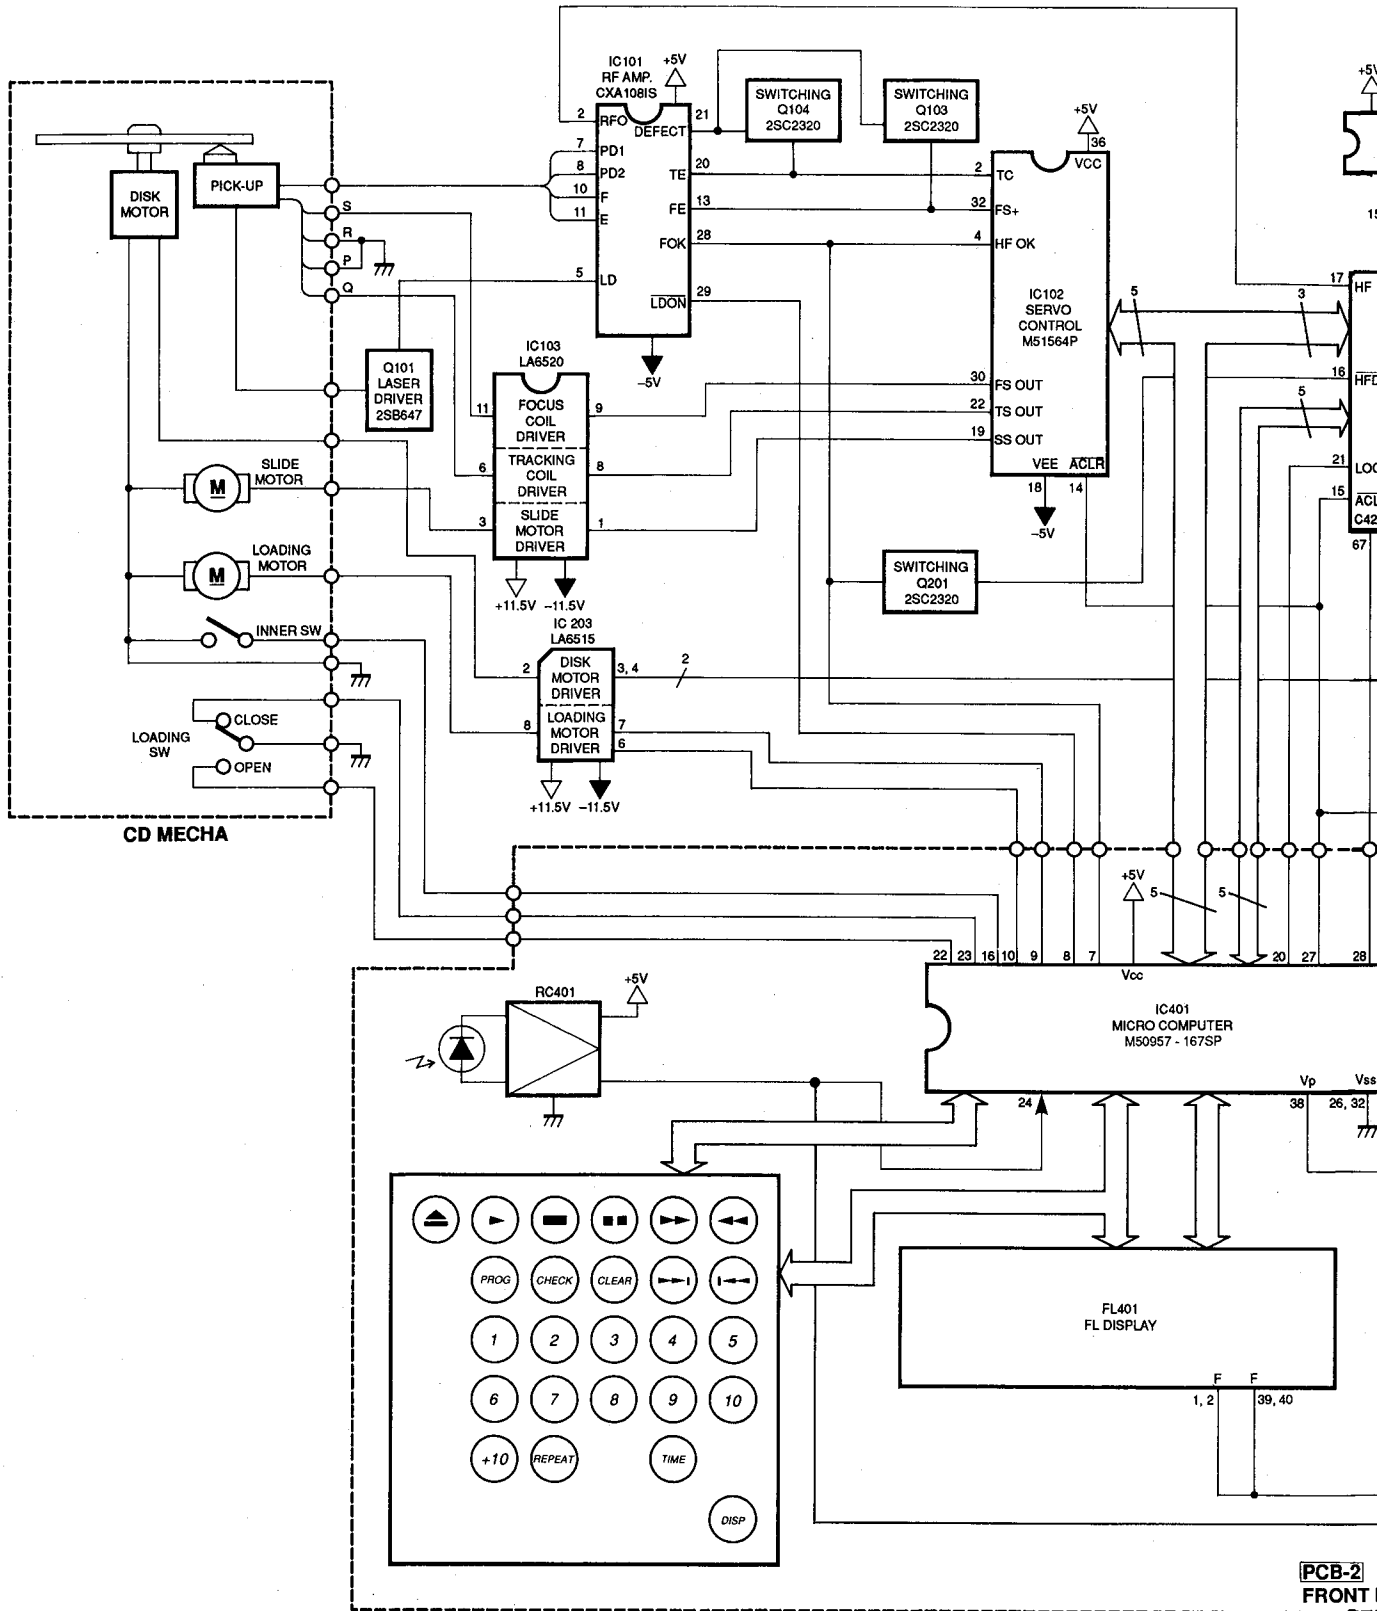 IC101
RF AMP.
CXA1081S
+5V
2
RFO
DEFECT
21
7
PD1
8
PD2
10
F
11
E
TE
20
FE
13
FOK
28
5
LD
LDON
29
-5V
SWITCHING
Q104
2SC2320
SWITCHING
Q103
2SC2320
+5V
36
VCC
2
TC
32
FS+
4
HF OK
IC102
SERVO
CONTROL
M51564P
30
FS OUT
22
TS OUT
19
SS OUT
VEE
ACLR
18
14
-5V
+5V
15
17
HF
5
3
16
5
21
15
67
DISK
MOTOR
PICK-UP
S
R
P
Q
Q101
LASER
DRIVER
2SB647
IC103
LA6520
11
FOCUS
COIL
DRIVER
9
6
TRACKING
COIL
DRIVER
8
3
SLIDE
MOTOR
DRIVER
1
+11.5V
-11.5V
SLIDE
MOTOR
M
LOADING
MOTOR
M
INNER SW
CLOSE
LOADING
SW
OPEN
CD MECHA
SWITCHING
Q201
2SC2320
IC 203
LA6515
2
DISK
MOTOR
DRIVER
3, 4
2
8
LOADING
MOTOR
DRIVER
7
6
+11.5V
-11.5V
+5V
5
5
22
23
16
10
9
8
7
Vcc
20
27
28
IC401
MICRO COMPUTER
M50957 - 167SP
24
Vp
38
Vss
26, 32
RC401
+5V
PROG
CHECK
CLEAR
1
2
3
4
5
6
7
8
9
10
+10
REPEAT
TIME
DISP
FL401
FL DISPLAY
F
F
1, 2
39, 40
PCB-2
FRONT